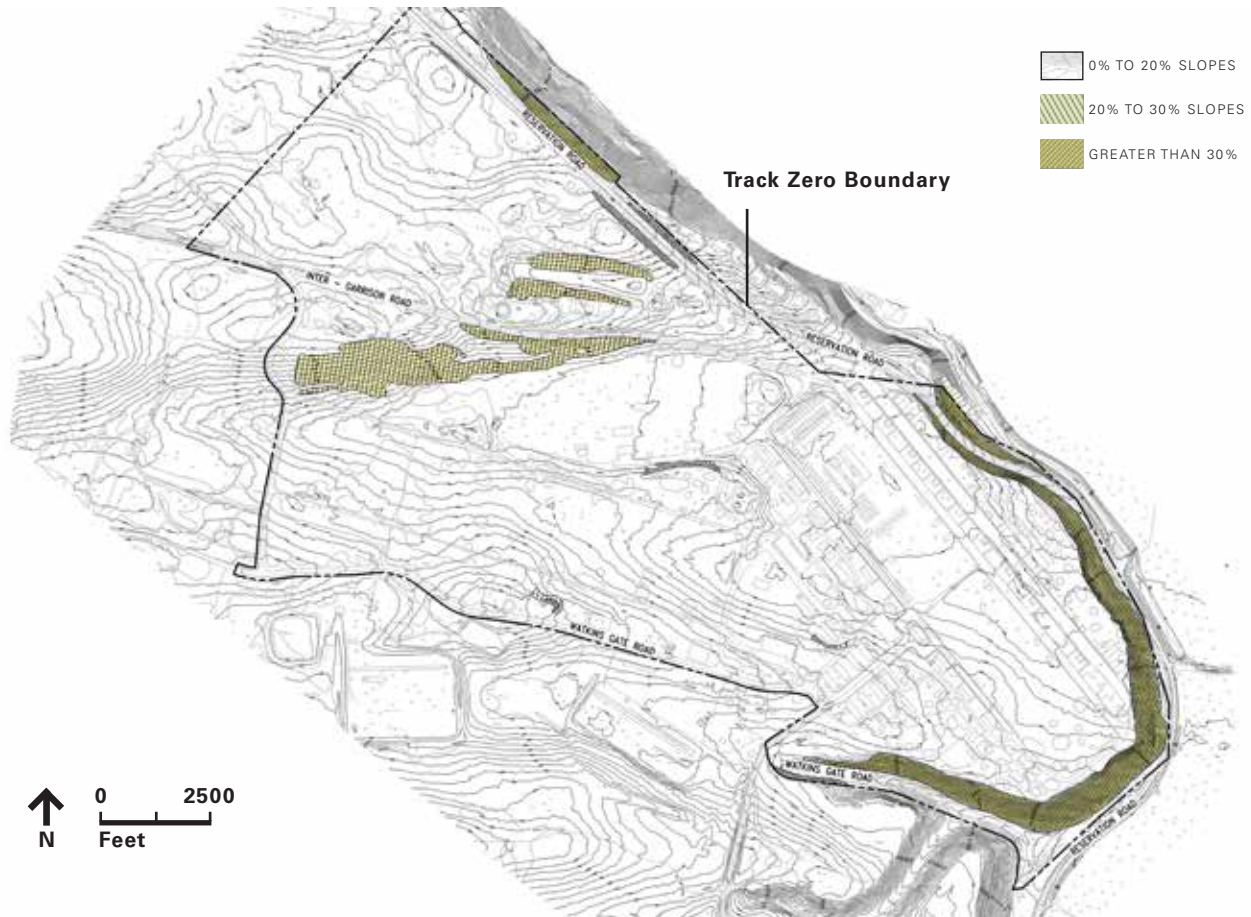 0% TO 20% SLOPES
20% TO 30% SLOPES
GREATER THAN 30%
RESERVATION ROAD
Track Zero Boundary
INTER - GARRISON ROAD
RESERVATION ROAD
WATKINS GATE ROAD
WATKINS GATE ROAD
RESERVATION ROAD
0 2500
N Feet